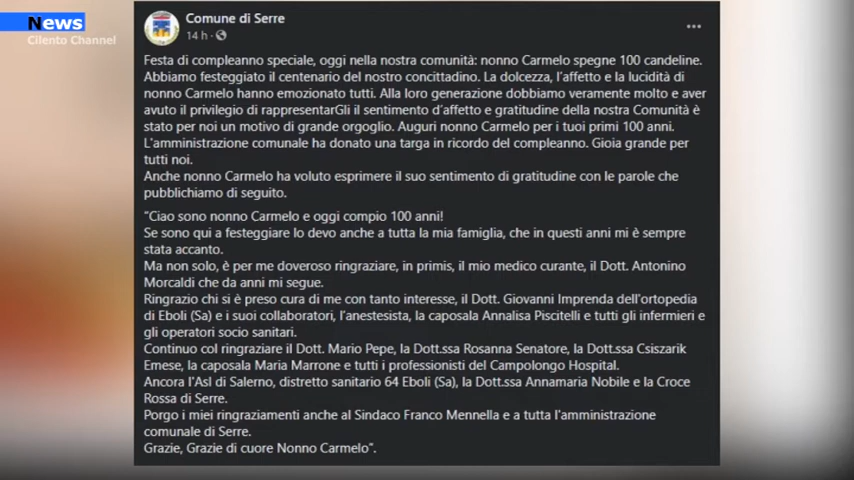 News
Cilento Channel
Comune di Serre
14 h ·
Festa di compleanno speciale, oggi nella nostra comunità: nonno Carmelo spegne 100 candeline.
Abbiamo festeggiato il centenario del nostro concittadino. La dolcezza, l'affetto e la lucidità di
nonno Carmelo hanno emozionato tutti. Alla loro generazione dobbiamo veramente molto e aver
avuto il privilegio di rappresentarGli il sentimento d'affetto e gratitudine della nostra Comunità è
stato per noi un motivo di grande orgoglio. Auguri nonno Carmelo per i tuoi primi 100 anni.
L'amministrazione comunale ha donato una targa in ricordo del compleanno. Gioia grande per
tutti noi.
Anche nonno Carmelo ha voluto esprimere il suo sentimento di gratitudine con le parole che
pubblichiamo di seguito.
"Ciao sono nonno Carmelo e oggi compio 100 anni!
Se sono qui a festeggiare lo devo anche a tutta la mia famiglia, che in questi anni mi è sempre
stata accanto.
Ma non solo, è per me doveroso ringraziare, in primis, il mio medico curante, il Dott. Antonino
Morcaldi che da anni mi segue.
Ringrazio chi si è preso cura di me con tanto interesse, il Dott. Giovanni Imprenda dell'ortopedia
di Eboli (Sa) e i suoi collaboratori, l'anestesista, la caposala Annalisa Piscitelli e tutti gli infermieri e
gli operatori socio sanitari.
Continuo col ringraziare il Dott. Mario Pepe, la Dott.ssa Rosanna Senatore, la Dott.ssa Csiszarik
Emese, la caposala Maria Marrone e tutti i professionisti del Campolongo Hospital.
Ancora l'Asl di Salerno, distretto sanitario 64 Eboli (Sa), la Dott.ssa Annamaria Nobile e la Croce
Rossa di Serre.
Porgo i miei ringraziamenti anche al Sindaco Franco Mennella e a tutta l'amministrazione
comunale di Serre.
Grazie, Grazie di cuore Nonno Carmelo".